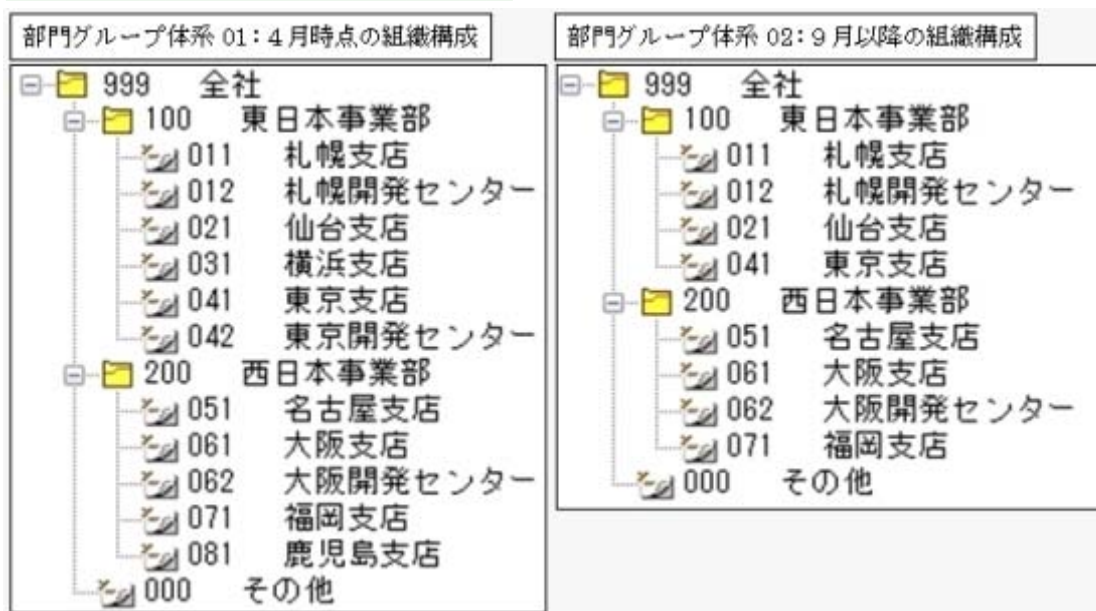 部門グループ体系 01:4月時点の組織構成
999 全社
100 東日本事業部
011 札幌支店
012 札幌開発センター
021 仙台支店
031 横浜支店
041 東京支店
042 東京開発センター
200 西日本事業部
051 名古屋支店
061 大阪支店
062 大阪開発センター
071 福岡支店
081 鹿児島支店
000 その他
部門グループ体系 02:9月以降の組織構成
999 全社
100 東日本事業部
011 札幌支店
012 札幌開発センター
021 仙台支店
041 東京支店
200 西日本事業部
051 名古屋支店
061 大阪支店
062 大阪開発センター
071 福岡支店
000 その他